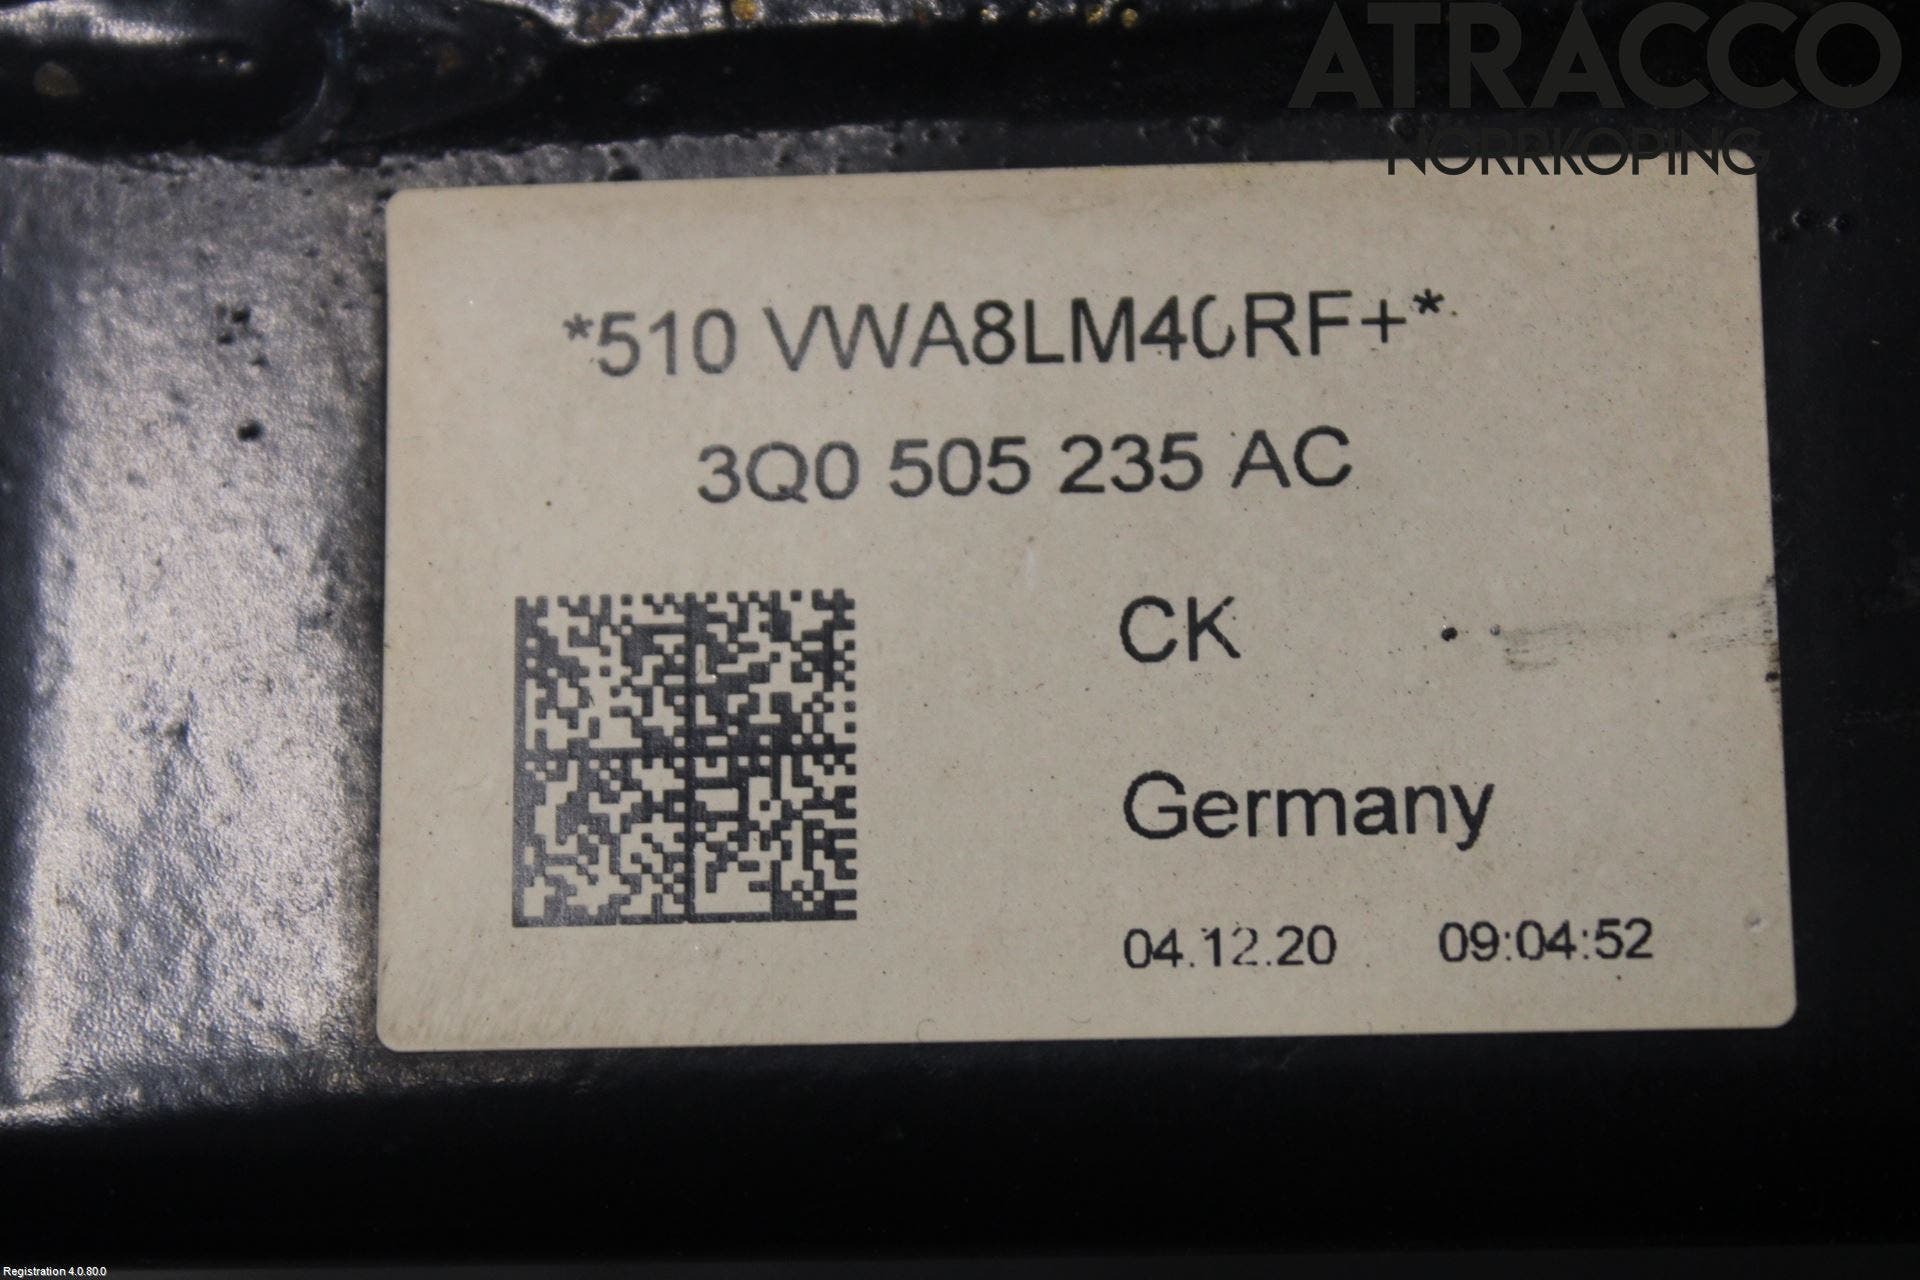 ATRACCO
NORRKÖPING
*510 VWA8LM40RF+*
3Q0 505 235 AC
CK
Germany
04.12.20 09:04:52
Registration 4.0.80.0